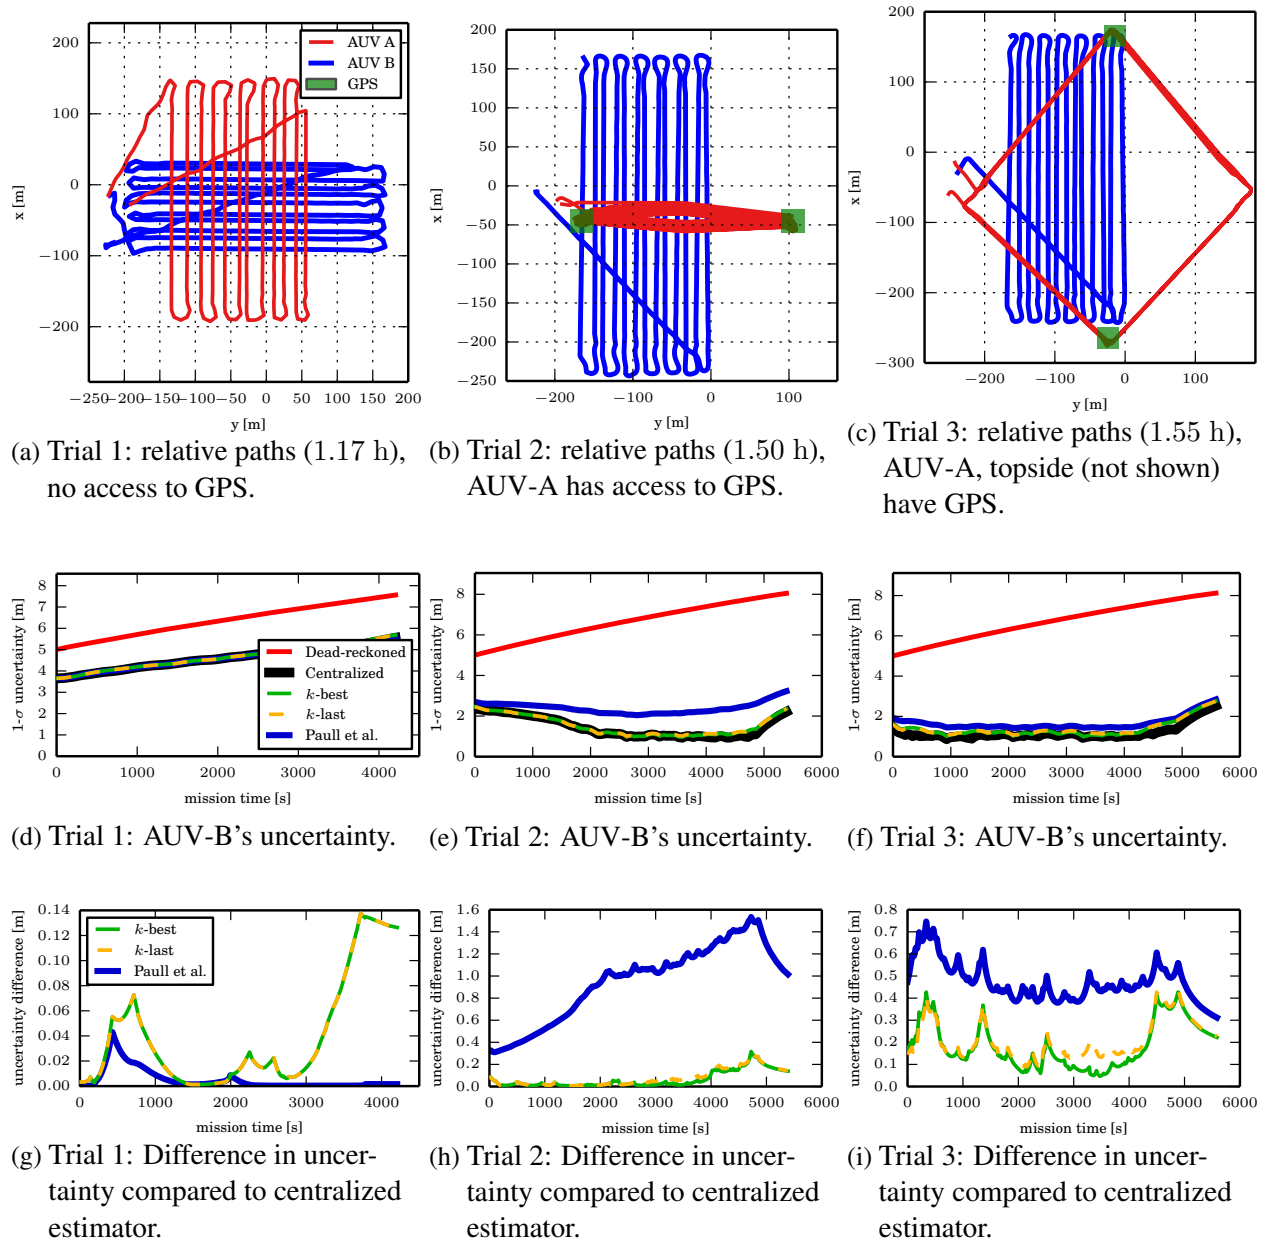 200
100
0
−100
−200
x [m]
−250
−200
−150
−100
−50
0
50
100
150
200
y [m]
AUV A
AUV B
GPS
200
150
100
50
0
−50
−100
−150
−200
−250
x [m]
−200
−100
0
100
y [m]
200
100
0
−100
−200
−300
x [m]
−200
−100
0
100
y [m]
(a) Trial 1: relative paths (1.17 h),
no access to GPS.
(b) Trial 2: relative paths (1.50 h),
AUV-A has access to GPS.
(c) Trial 3: relative paths (1.55 h),
AUV-A, topside (not shown)
have GPS.
8
7
6
5
4
3
2
1
0
1-σ uncertainty [m]
0
1000
2000
3000
4000
mission time [s]
Dead-reckoned
Centralized
k-best
k-last
Paull et al.
8
6
4
2
0
1-σ uncertainty [m]
0
1000
2000
3000
4000
5000
6000
mission time [s]
8
6
4
2
0
1-σ uncertainty [m]
0
1000
2000
3000
4000
5000
6000
mission time [s]
(d) Trial 1: AUV-B's uncertainty.
(e) Trial 2: AUV-B's uncertainty.
(f) Trial 3: AUV-B's uncertainty.
0.14
0.12
0.10
0.08
0.06
0.04
0.02
0.00
uncertainty difference [m]
0
1000
2000
3000
4000
mission time [s]
k-best
k-last
Paull et al.
1.6
1.4
1.2
1.0
0.8
0.6
0.4
0.2
0.0
uncertainty difference [m]
0
1000
2000
3000
4000
5000
6000
mission time [s]
0.8
0.7
0.6
0.5
0.4
0.3
0.2
0.1
0.0
uncertainty difference [m]
0
1000
2000
3000
4000
5000
6000
mission time [s]
(g) Trial 1: Difference in uncer-
tainty compared to centralized
estimator.
(h) Trial 2: Difference in uncer-
tainty compared to centralized
estimator.
(i) Trial 3: Difference in uncer-
tainty compared to centralized
estimator.